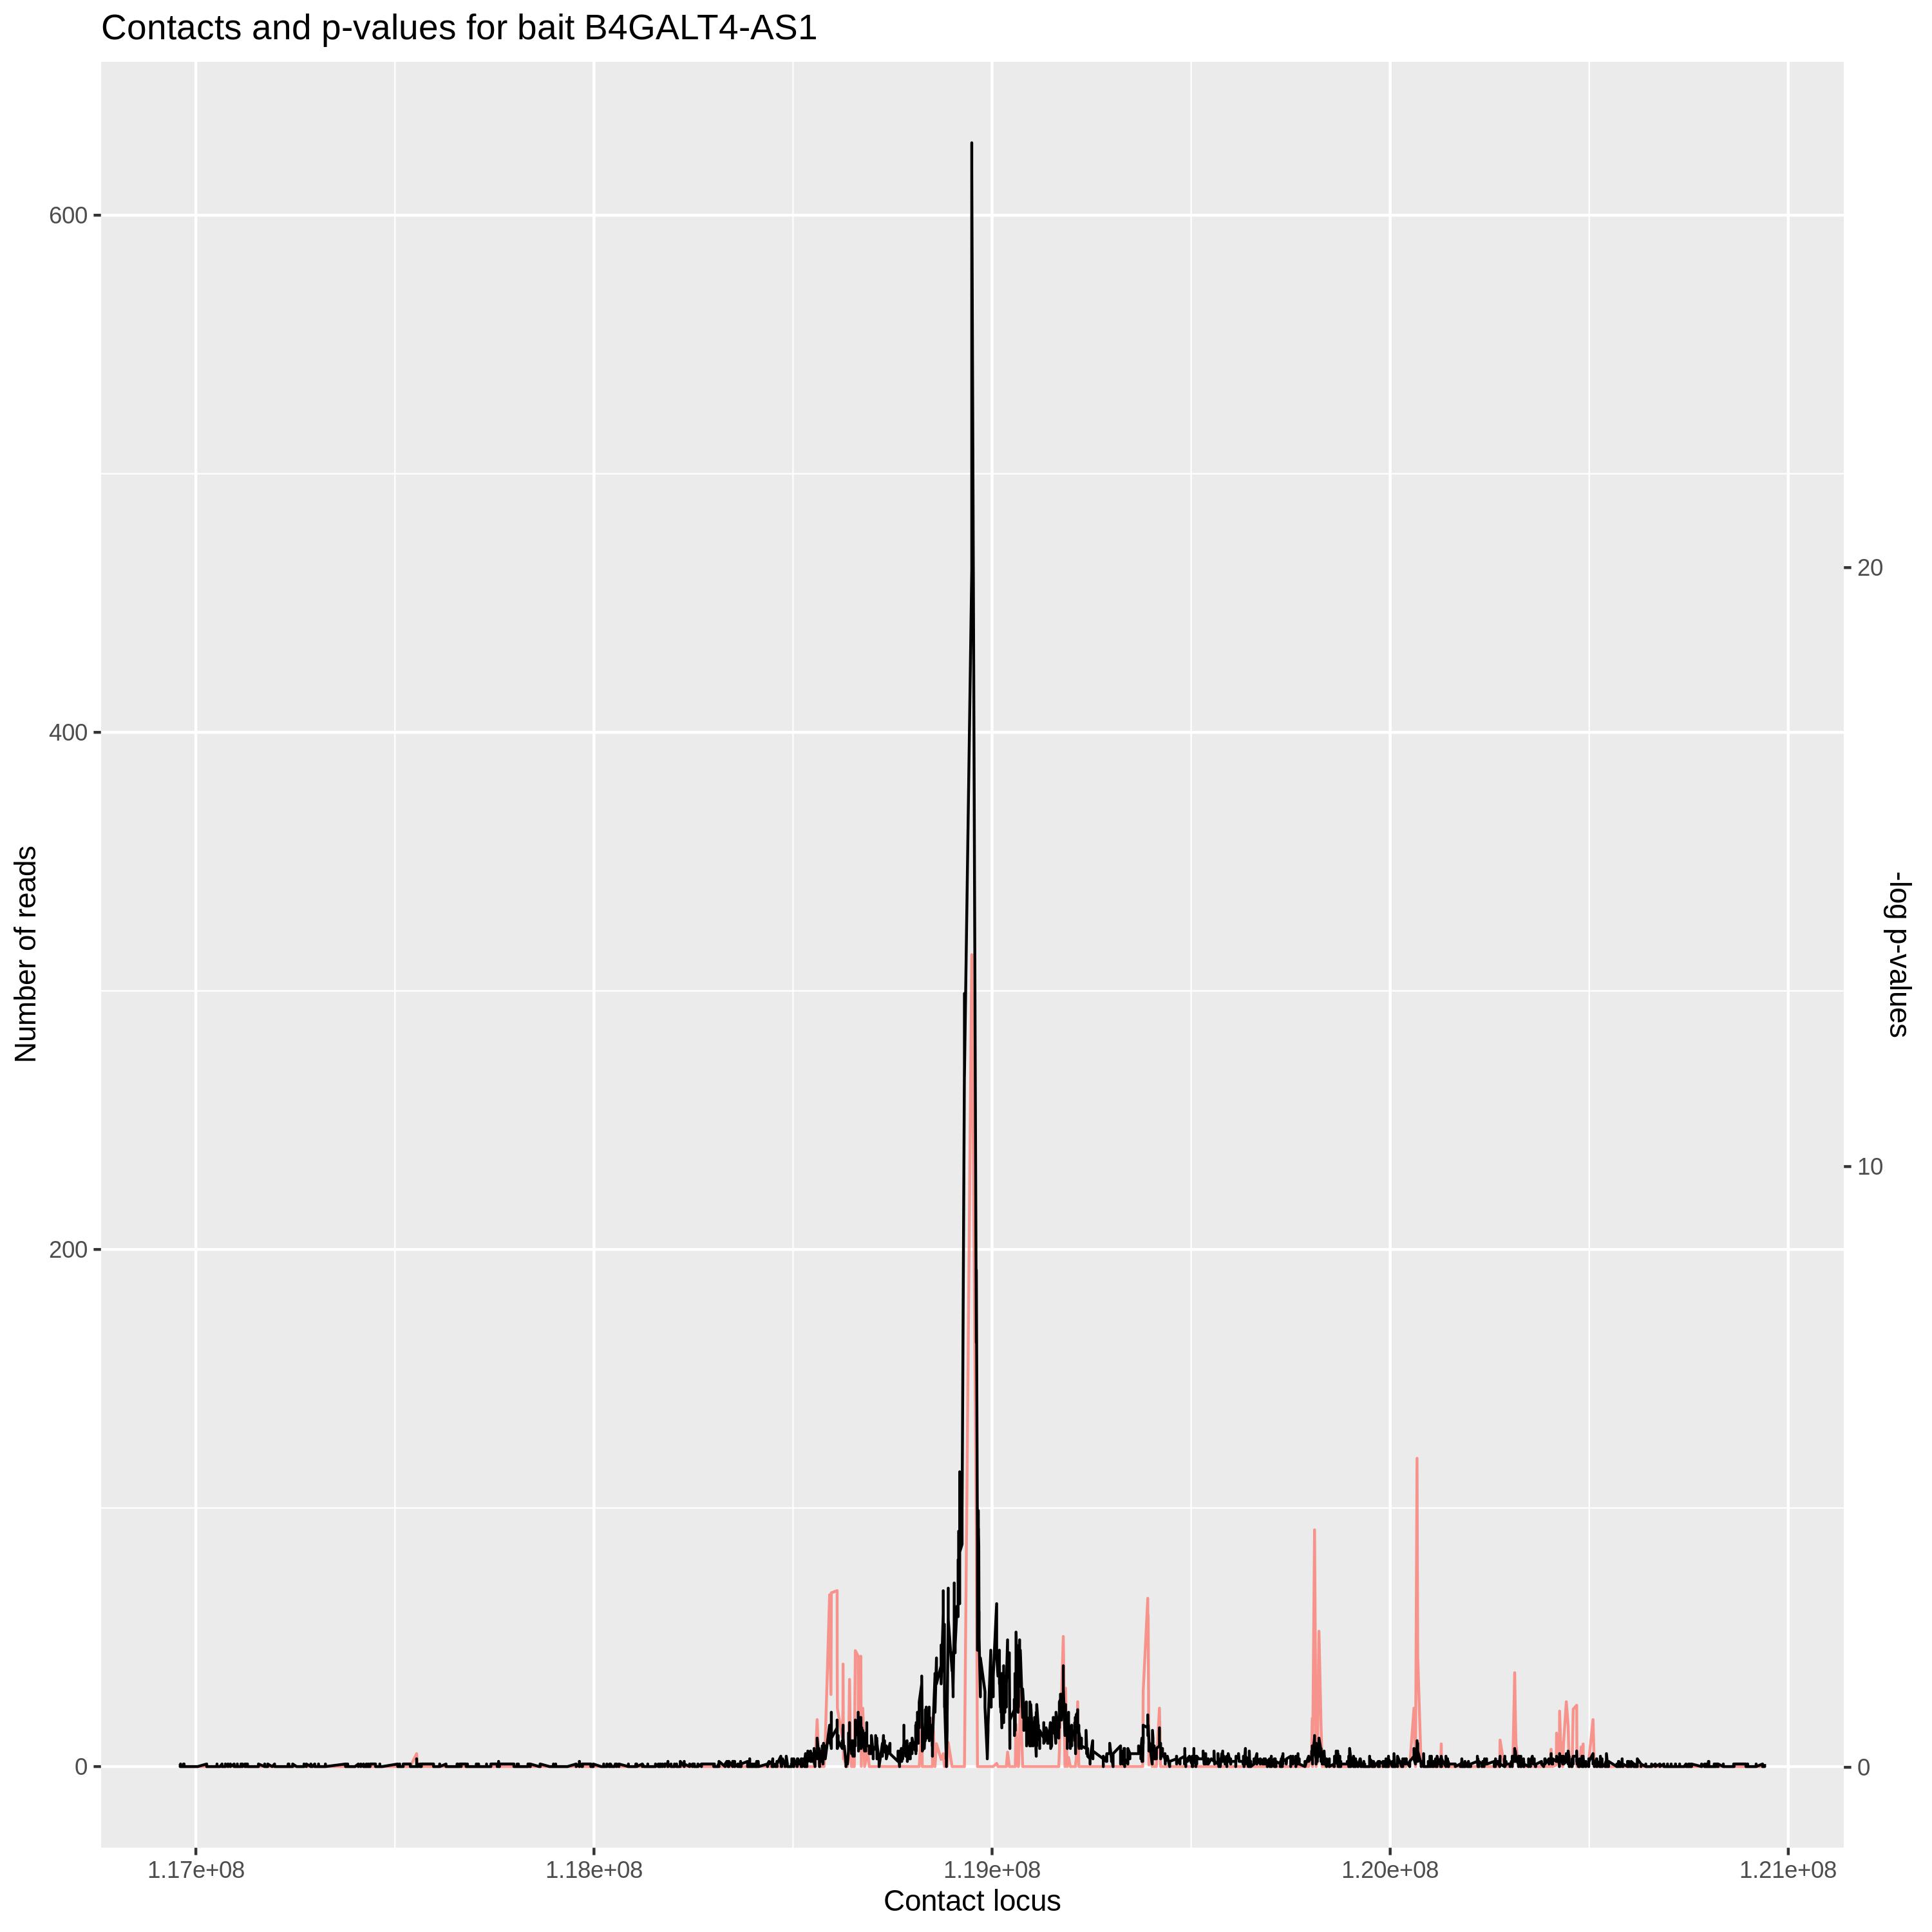 Contacts and p-values for bait B4GALT4-AS1
600
400
200
0
Number of reads
20
10
0
-log p-values
1.17e+08
1.18e+08
1.19e+08
1.20e+08
1.21e+08
Contact locus